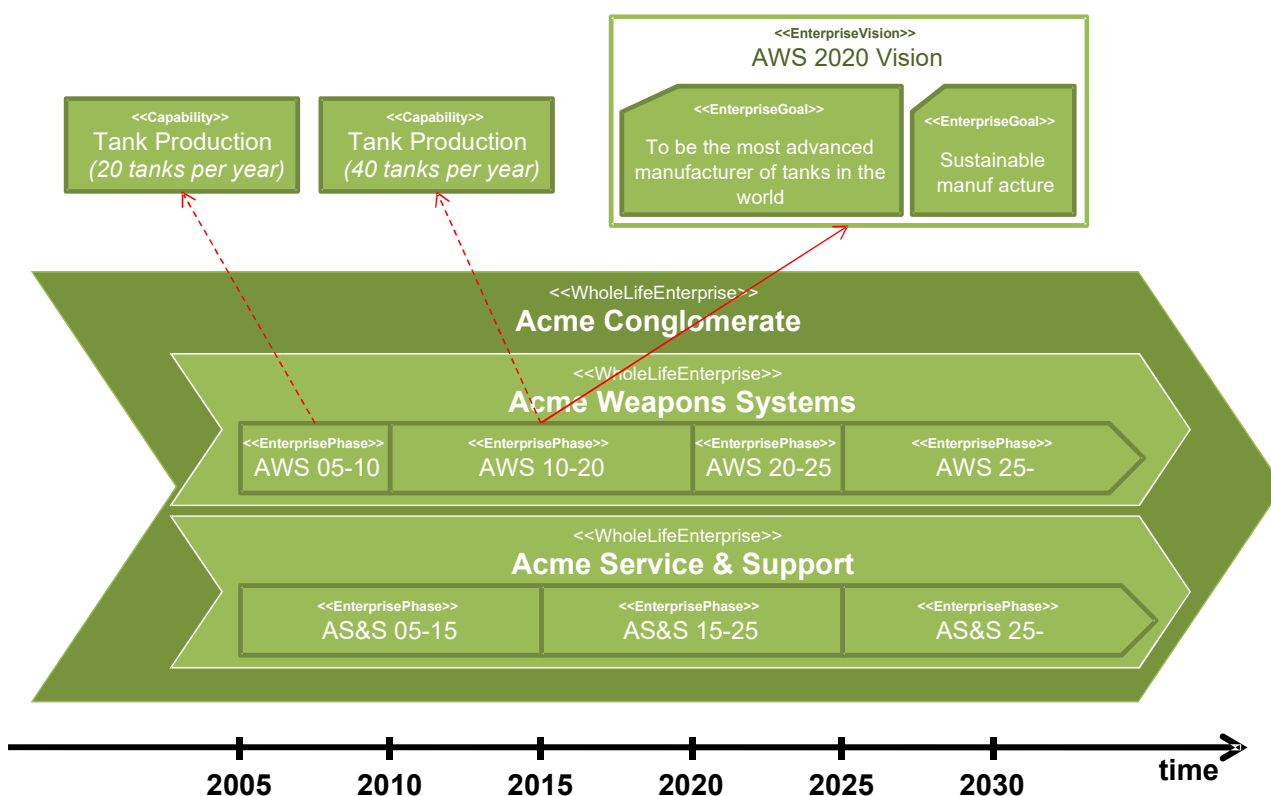 <<EnterpriseVision>>
AWS 2020 Vision
<<Capability>>
Tank Production
(20 tanks per year)
<<Capability>>
Tank Production
(40 tanks per year)
<<EnterpriseGoal>>
To be the most advanced
manufacturer of tanks in the
world
<<EnterpriseGoal>>
Sustainable
manuf acture
<<WholeLifeEnterprise>>
Acme Conglomerate
<<WholeLifeEnterprise>>
Acme Weapons Systems
<<EnterprisePhase>>
AWS 05-10
<<EnterprisePhase>>
AWS 10-20
<<EnterprisePhase>>
AWS 20-25
<<EnterprisePhase>>
AWS 25-
<<WholeLifeEnterprise>>
Acme Service & Support
<<EnterprisePhase>>
AS&S 05-15
<<EnterprisePhase>>
AS&S 15-25
<<EnterprisePhase>>
AS&S 25-
time
2005 2010 2015 2020 2025 2030